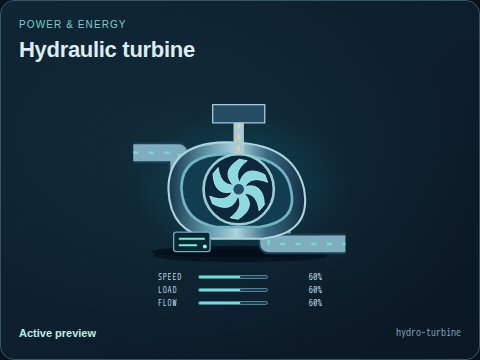 POWER & ENERGY
Hydraulic turbine
SPEED 60%
LOAD 60%
FLOW 60%
Active preview hydro-turbine